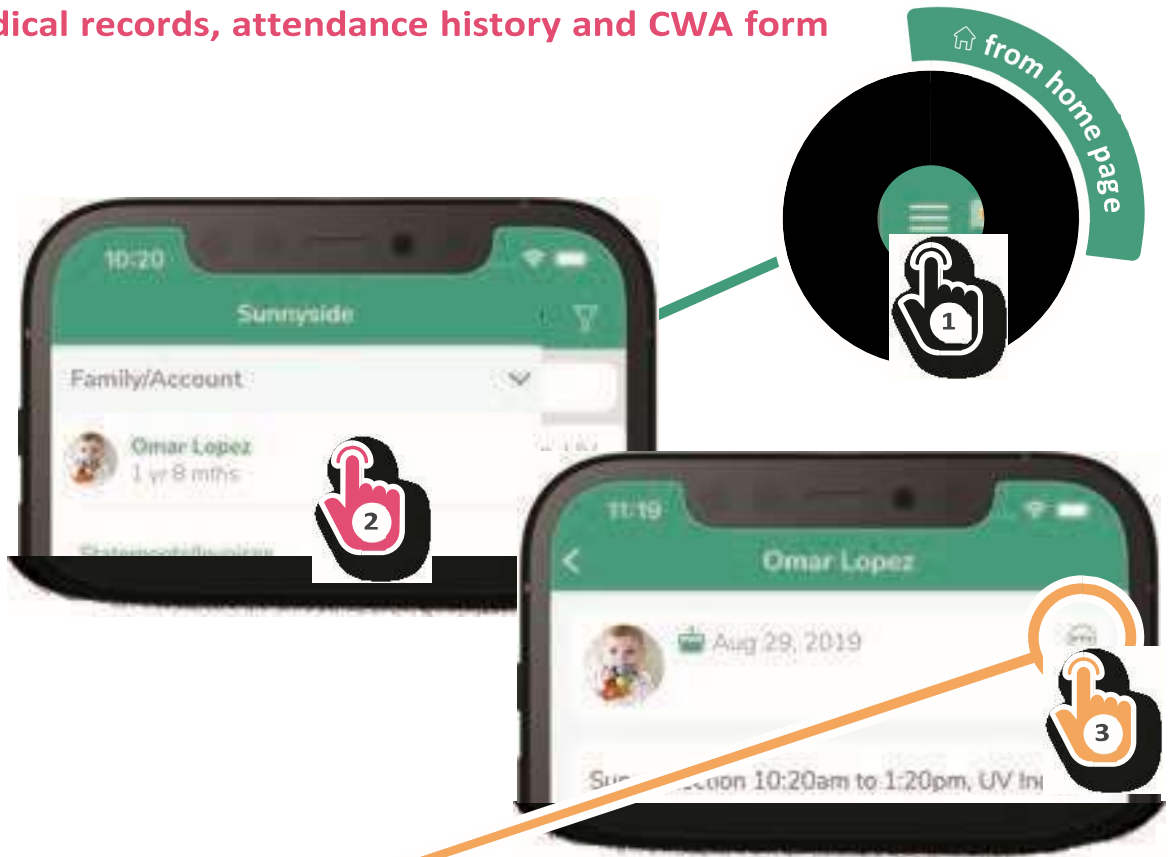 dical records, attendance history and CWA form
from home page
1
10:20
Sunnyside
Family/Account
Omar Lopez
1 yr 8 mths
2
11:19
Omar Lopez
Aug 29, 2019
3
10:20am to 1:20pm, UV